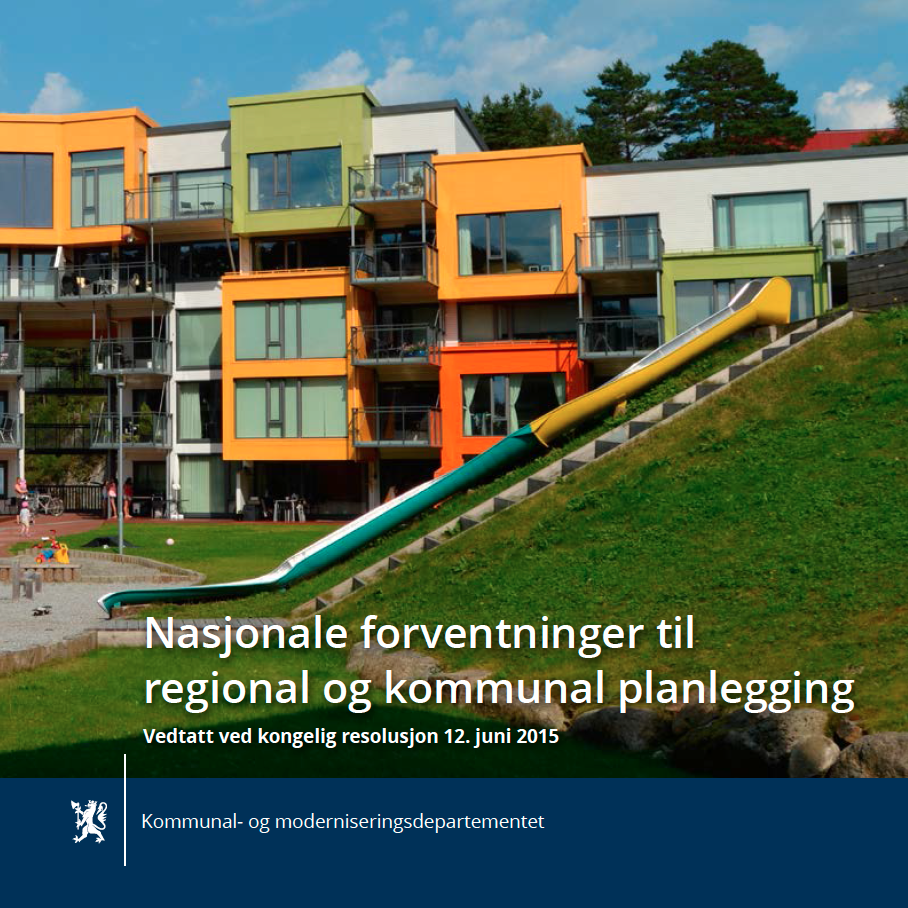 Nasjonale forventninger til
regional og kommunal planlegging
Vedtatt ved kongelig resolusjon 12. juni 2015
Kommunal- og moderniseringsdepartementet